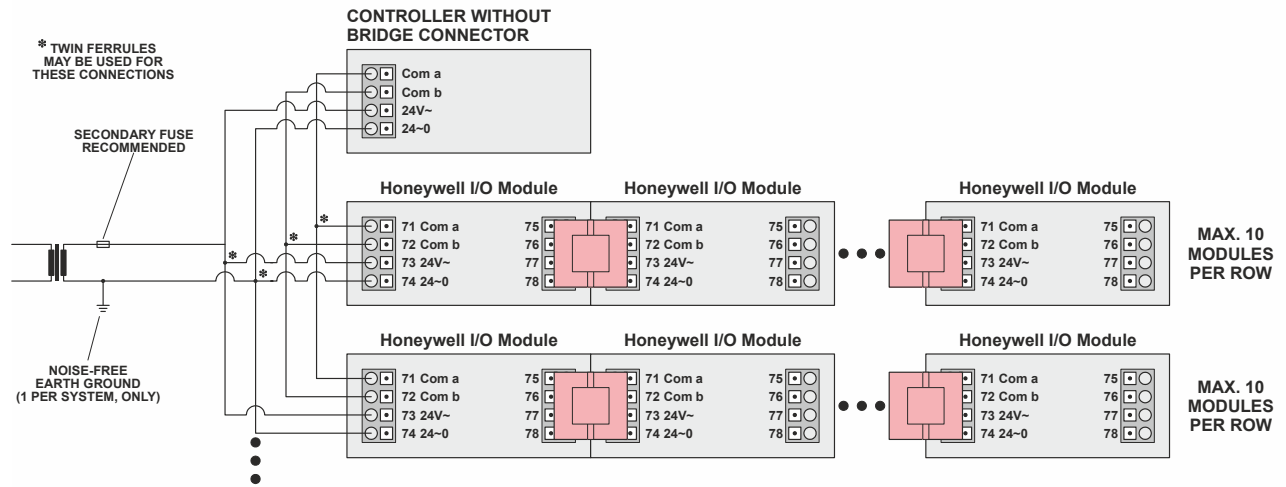 CONTROLLER WITHOUT
BRIDGE CONNECTOR
* TWIN FERRULES
MAY BE USED FOR
THESE CONNECTIONS
Com a
Com b
24V~
24~0
SECONDARY FUSE
RECOMMENDED
Honeywell I/O Module
Honeywell I/O Module
Honeywell I/O Module
*
*
*
*
71 Com a
72 Com b
73 24V~
74 24~0
75
76
77
78
71 Com a
72 Com b
73 24V~
74 24~0
75
76
77
78
71 Com a
72 Com b
73 24V~
74 24~0
75
76
77
78
MAX. 10
MODULES
PER ROW
NOISE-FREE
EARTH GROUND
(1 PER SYSTEM, ONLY)
Honeywell I/O Module
Honeywell I/O Module
Honeywell I/O Module
71 Com a
72 Com b
73 24V~
74 24~0
75
76
77
78
71 Com a
72 Com b
73 24V~
74 24~0
75
76
77
78
71 Com a
72 Com b
73 24V~
74 24~0
75
76
77
78
MAX. 10
MODULES
PER ROW